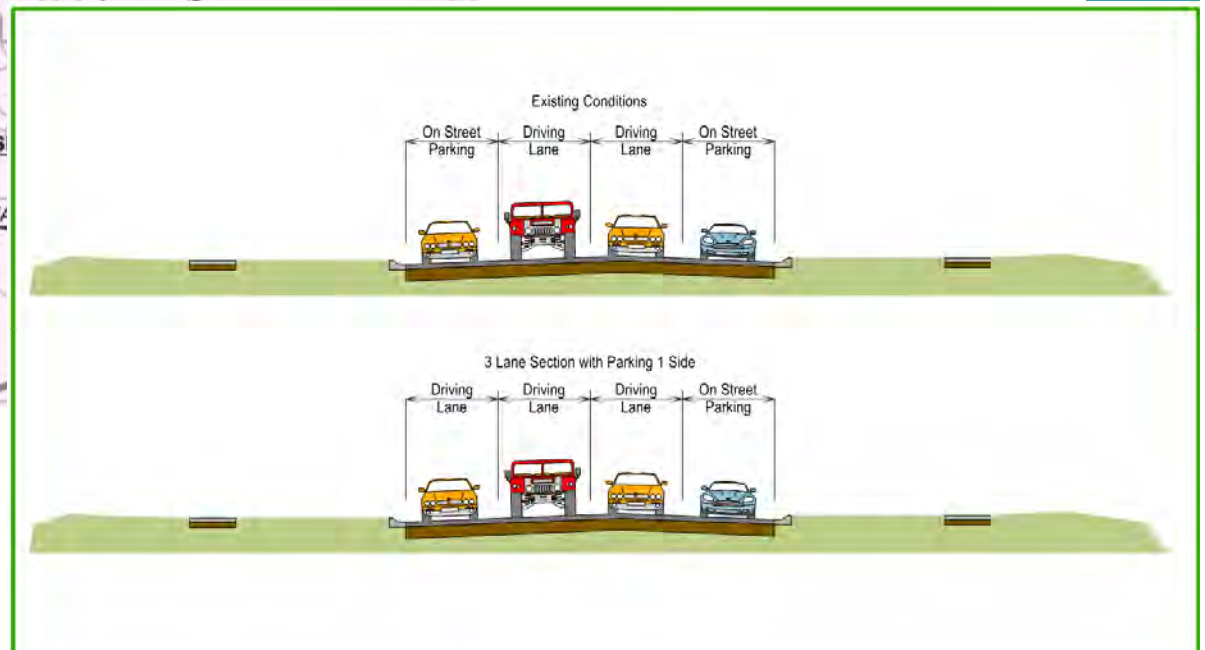 Existing Conditions
On Street Parking
Driving Lane
Driving Lane
On Street Parking
3 Lane Section with Parking 1 Side
Driving Lane
Driving Lane
Driving Lane
On Street Parking